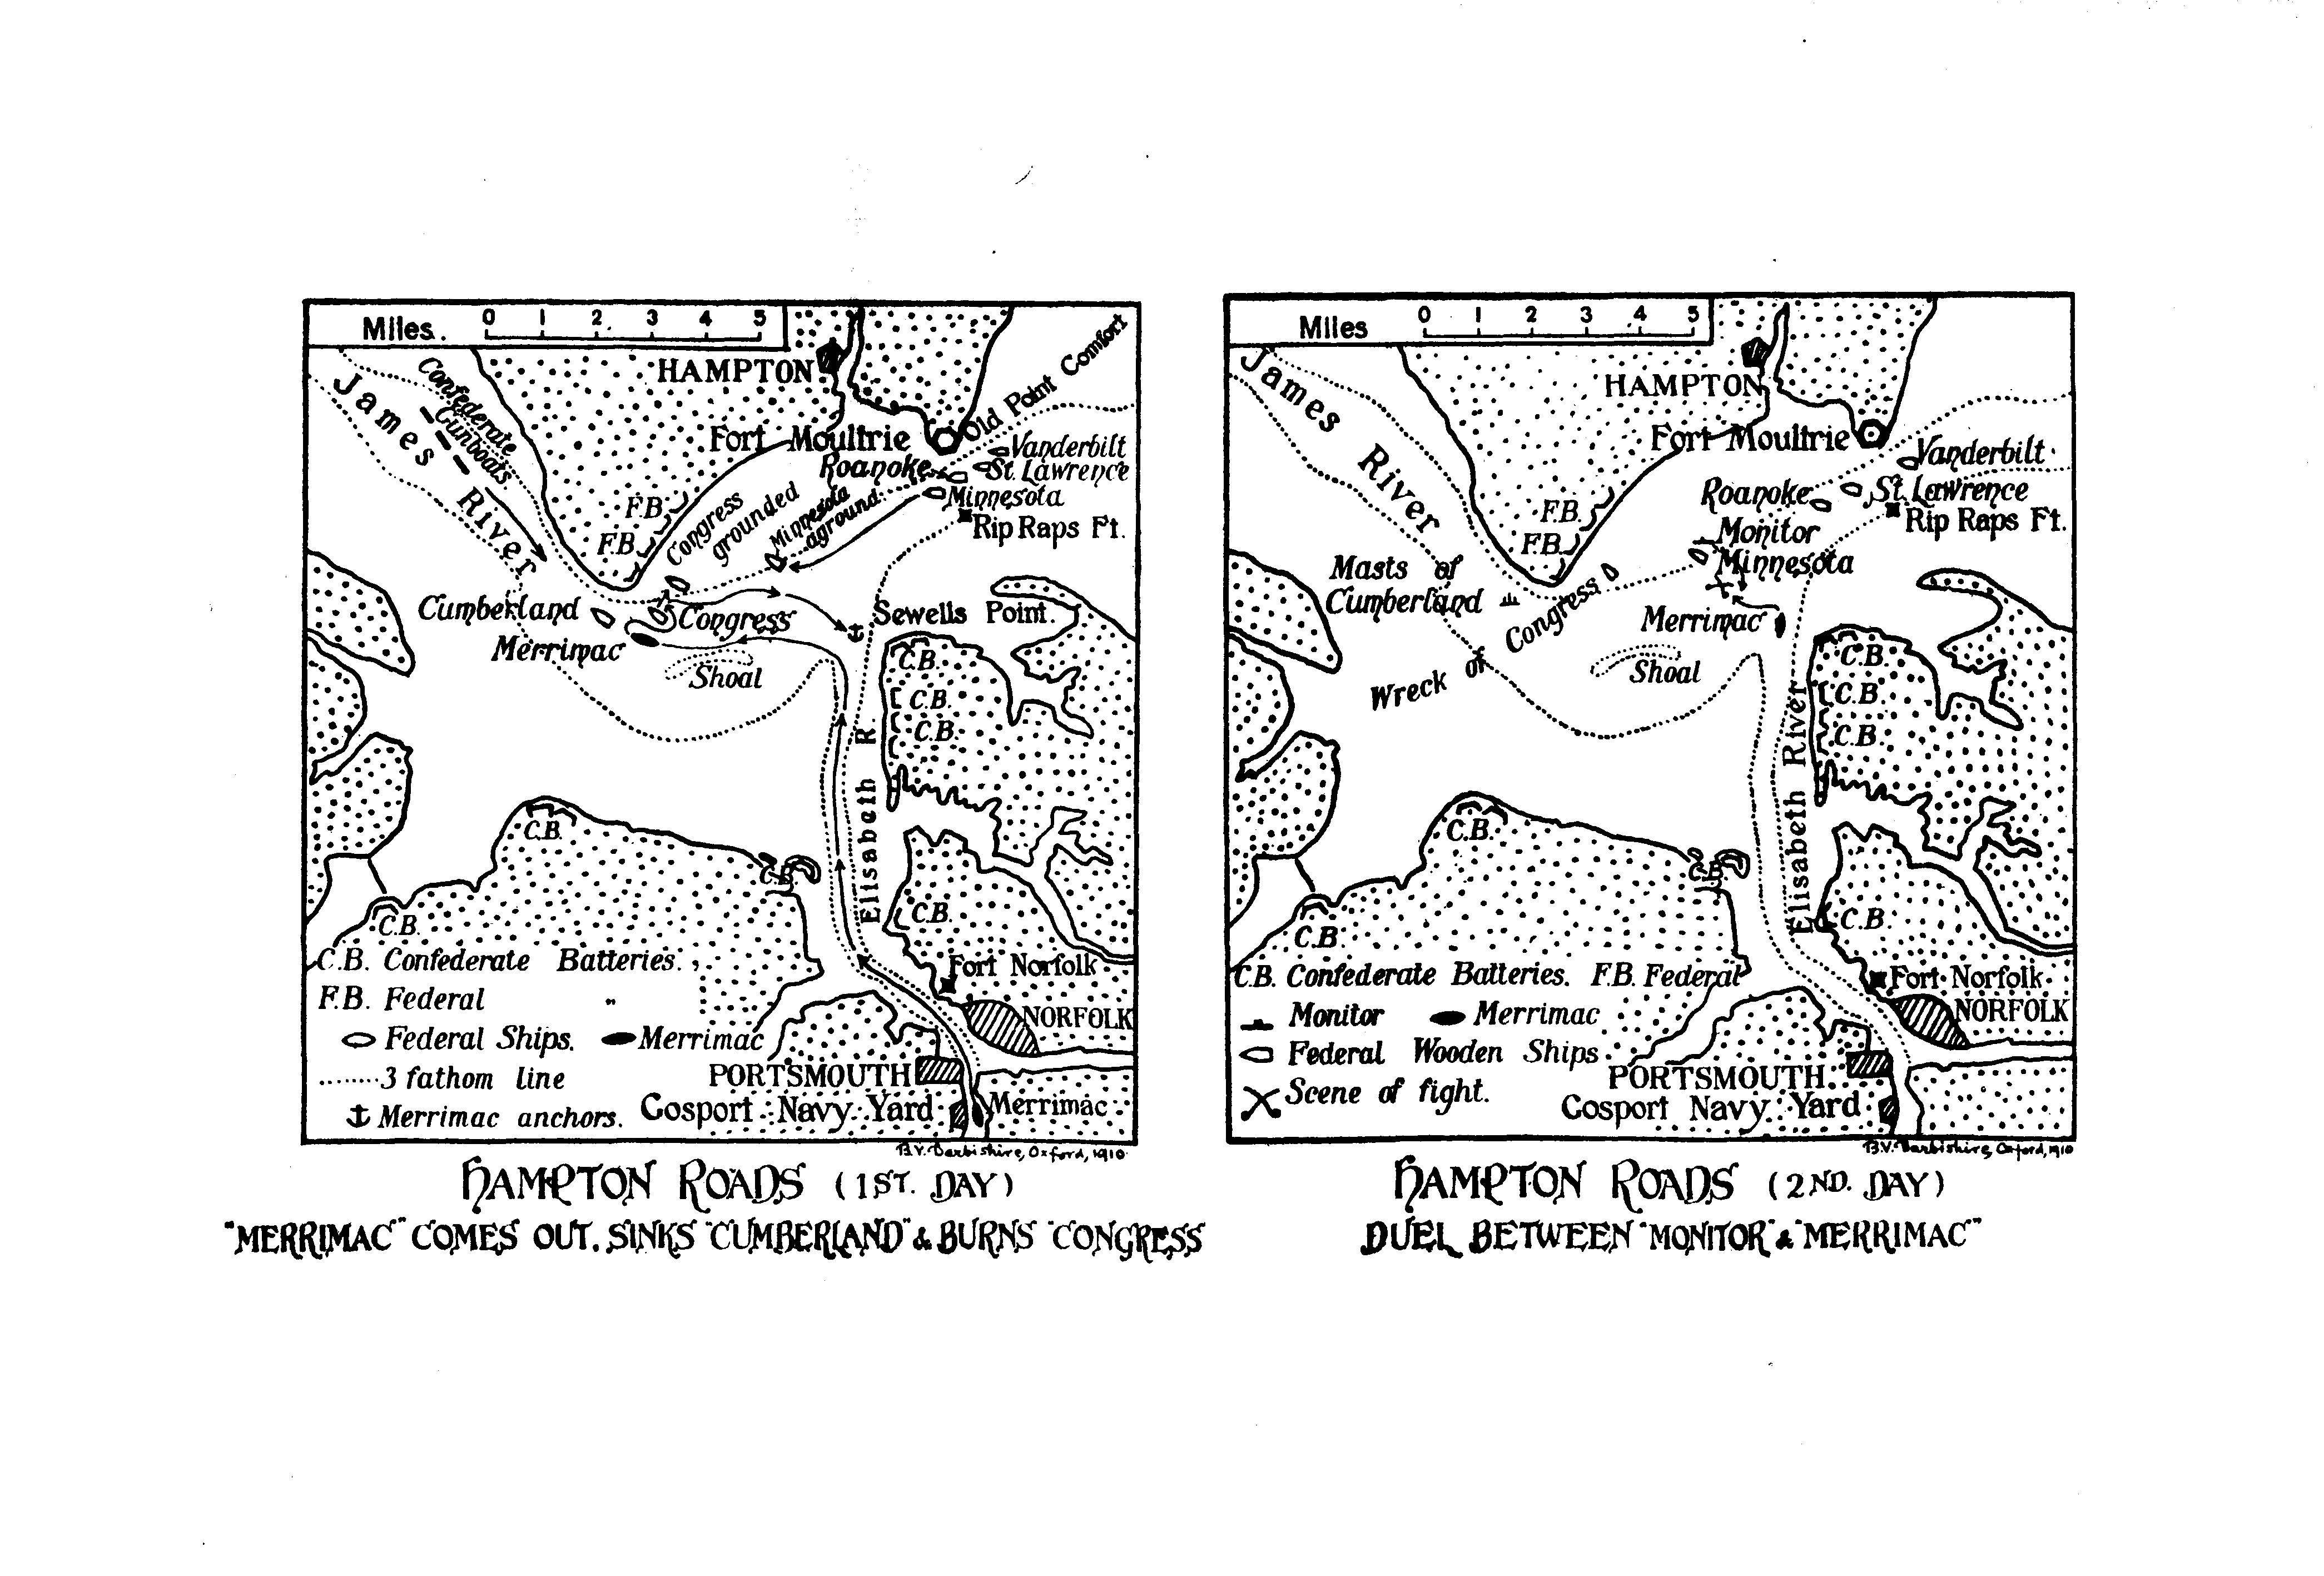 Miles.
0 1 2 3 4 5
HAMPTON
Old Point Comfort
Confederate
Gunboats
James River
Fort Moultrie
Vanderbilt
Roanoke
St. Lawrence
Minnesota
Rip Raps Ft.
F.B.
F.B.
Congress
grounded
Minnesota
aground
Cumberland
Congress
Sewells Point.
Merrimac
Shoal
C.B.
C.B.
C.B.
Elisabeth R.
C.B.
C.B.
C.B.
C.B.
C.B. Confederate Batteries.
F.B. Federal "
Federal Ships. Merrimac
3 fathom line
Merrimac anchors.
Fort Norfolk
NORFOLK
PORTSMOUTH
Gosport Navy Yard
Merrimac
B.V. Darbishire, Oxford, 1910.
HAMPTON ROADS (1ST. DAY)
"MERRIMAC" COMES OUT. SINKS "CUMBERLAND" & BURNS "CONGRESS
Miles
0 1 2 3 4 5
James River
HAMPTON
Fort Moultrie
Vanderbilt
Roanoke
St. Lawrence
Rip Raps Ft.
F.B.
F.B.
Monitor
Minnesota
Masts of
Cumberland
Wreck of Congress
Merrimac
Shoal
C.B.
C.B.
C.B.
Elisabeth River
C.B.
C.B.
C.B.
C.B.
C.B. Confederate Batteries. F.B. Federal
Monitor Merrimac
Federal Wooden Ships
Scene of fight.
Fort Norfolk
NORFOLK
PORTSMOUTH
Gosport Navy Yard
B.V. Darbishire, Oxford, 1910
HAMPTON ROADS (2ND. DAY)
DUEL BETWEEN "MONITOR" & "MERRIMAC"